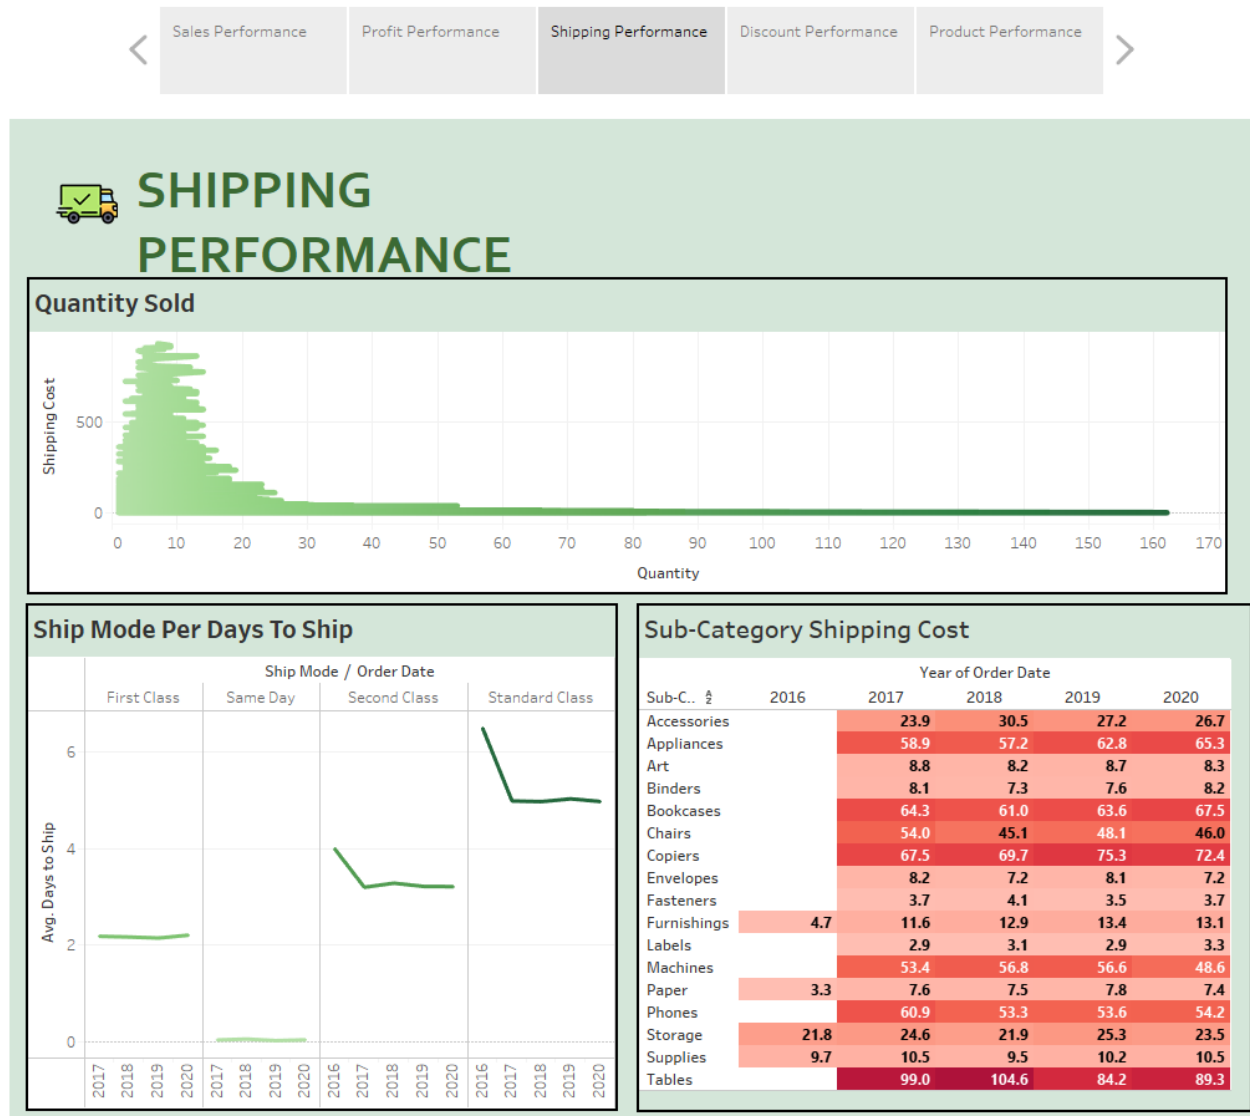 Sales Performance Profit Performance Shipping Performance Discount Performance Product Performance
SHIPPING
PERFORMANCE
Quantity Sold
Shipping Cost
500
0
0 10 20 30 40 50 60 70 80 90 100 110 120 130 140 150 160 170
Quantity
Ship Mode Per Days To Ship
Ship Mode / Order Date
First Class Same Day Second Class Standard Class
Avg. Days to Ship
6
4
2
0
2017 2018 2019 2020 2017 2018 2019 2020 2016 2017 2018 2019 2020 2016 2017 2018 2019 2020
Sub-Category Shipping Cost
Year of Order Date
Sub-C.. 2016 2017 2018 2019 2020
Accessories 23.9 30.5 27.2 26.7
Appliances 58.9 57.2 62.8 65.3
Art 8.8 8.2 8.7 8.3
Binders 8.1 7.3 7.6 8.2
Bookcases 64.3 61.0 63.6 67.5
Chairs 54.0 45.1 48.1 46.0
Copiers 67.5 69.7 75.3 72.4
Envelopes 8.2 7.2 8.1 7.2
Fasteners 3.7 4.1 3.5 3.7
Furnishings 4.7 11.6 12.9 13.4 13.1
Labels 2.9 3.1 2.9 3.3
Machines 53.4 56.8 56.6 48.6
Paper 3.3 7.6 7.5 7.8 7.4
Phones 60.9 53.3 53.6 54.2
Storage 21.8 24.6 21.9 25.3 23.5
Supplies 9.7 10.5 9.5 10.2 10.5
Tables 99.0 104.6 84.2 89.3